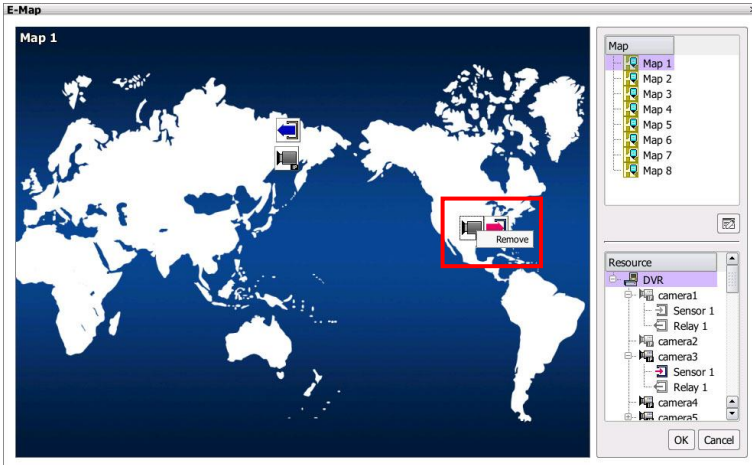 E-Map
Map 1
Remove
Map
Map 1
Map 2
Map 3
Map 4
Map 5
Map 6
Map 7
Map 8
Resource
DVR
camera1
Sensor 1
Relay 1
camera2
camera3
Sensor 1
Relay 1
camera4
camera5
OK Cancel